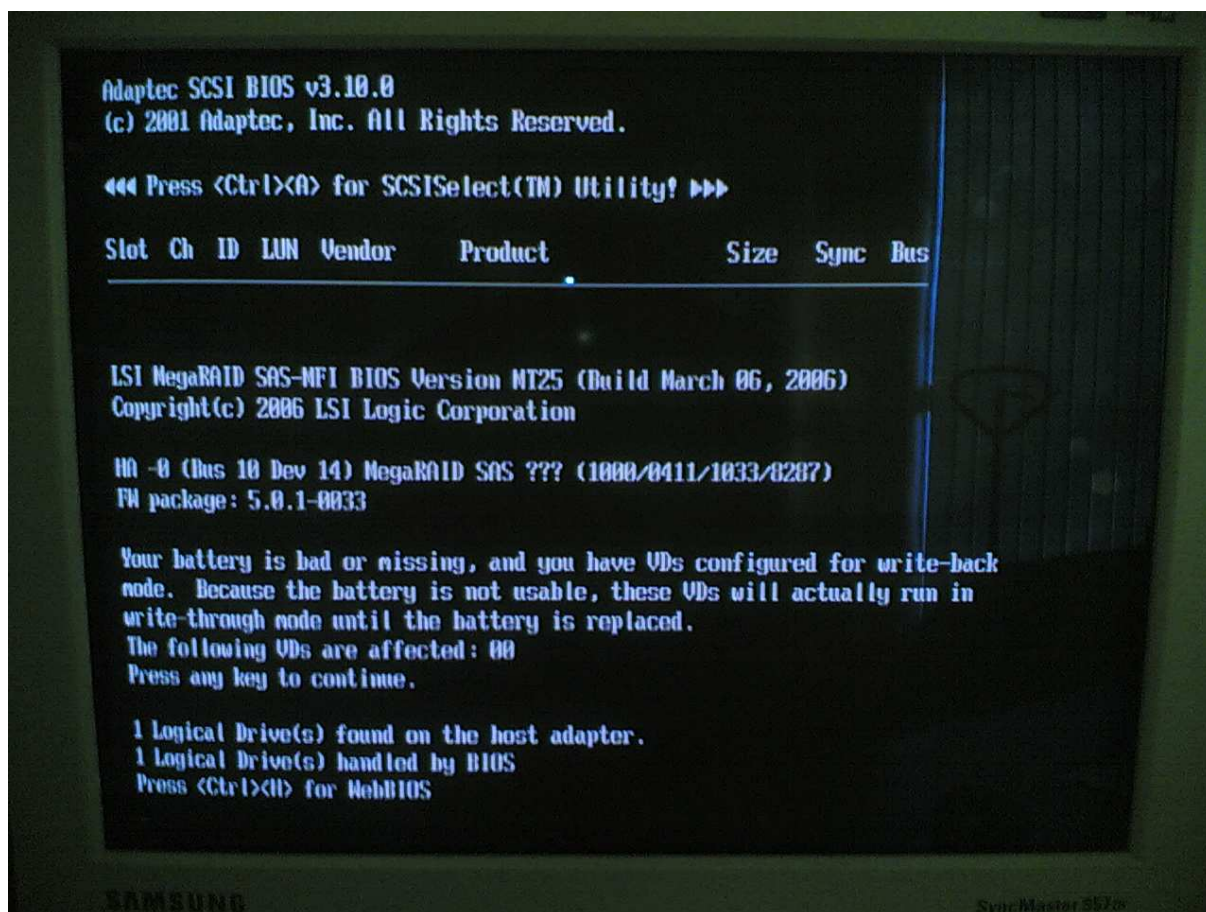 Adaptec SCSI BIOS v3.10.0
(c) 2001 Adaptec, Inc. All Rights Reserved.
◄◄◄ Press <Ctrl><A> for SCSISelect(TM) Utility! ►►►
Slot Ch ID LUN Vendor Product Size Sync Bus
LSI MegaRAID SAS-MFI BIOS Version MT25 (Build March 06, 2006)
Copyright(c) 2006 LSI Logic Corporation
HA -0 (Bus 10 Dev 14) MegaRAID SAS ??? (1000/0411/1033/8287)
FW package: 5.0.1-0033
Your battery is bad or missing, and you have VDs configured for write-back
mode. Because the battery is not usable, these VDs will actually run in
write-through mode until the battery is replaced.
The following VDs are affected: 00
Press any key to continue.
1 Logical Drive(s) found on the host adapter.
1 Logical Drive(s) handled by BIOS
Press <Ctrl><H> for WebBIOS
SAMSUNG
SyncMaster